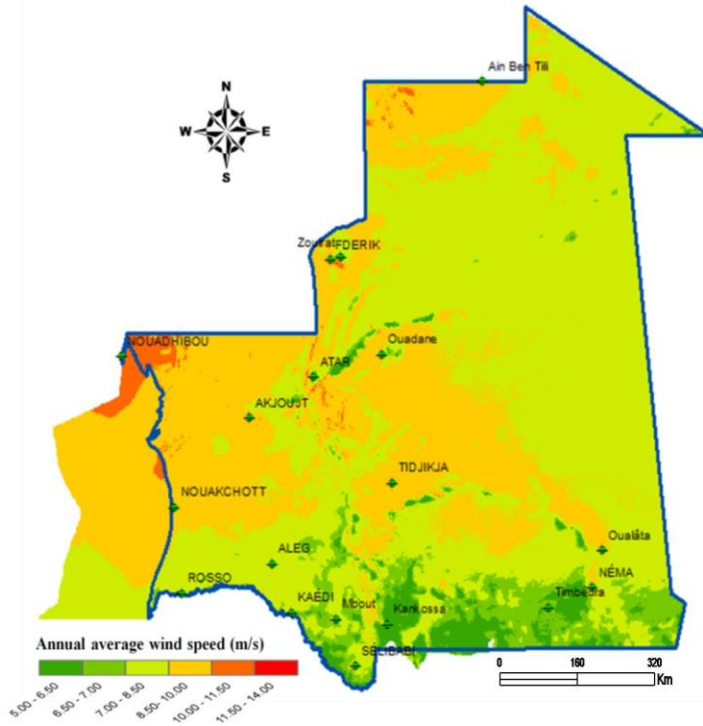 Ain Ben Tili
N
W E
S
Zouirat FDERIK
NOUADHIBOU
Ouadane
ATAR
AKJOUJT
TIDJIKJA
NOUAKCHOTT
Oualâta
ALEG
NÉMA
ROSSO
Timbedra
KAEDI
Mbout
Kankossa
SÉLIBABI
Annual average wind speed (m/s)
5.00 - 6.50
6.50 - 7.00
7.00 - 8.50
8.50 - 10.00
10.00 - 11.50
11.50 - 14.00
0 160 320
Km